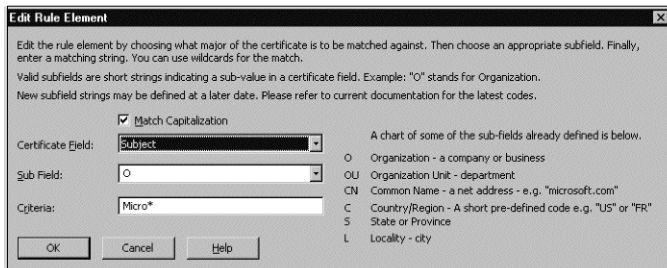 Edit Rule Element
Edit the rule element by choosing what major of the certificate is to be matched against. Then choose an appropriate subfield. Finally,
enter a matching string. You can use wildcards for the match.
Valid subfields are short strings indicating a sub-value in a certificate field. Example: "O" stands for Organization.
New subfield strings may be defined at a later date. Please refer to current documentation for the latest codes.
Match Capitalization
Certificate Field: Subject
Sub Field: O
Criteria: Micro*
OK Cancel Help
A chart of some of the sub-fields already defined is below.
O Organization - a company or business
OU Organization Unit - department
CN Common Name - a net address - e.g. "microsoft.com"
C Country/Region - A short pre-defined code e.g. "US" or "FR"
S State or Province
L Locality - city